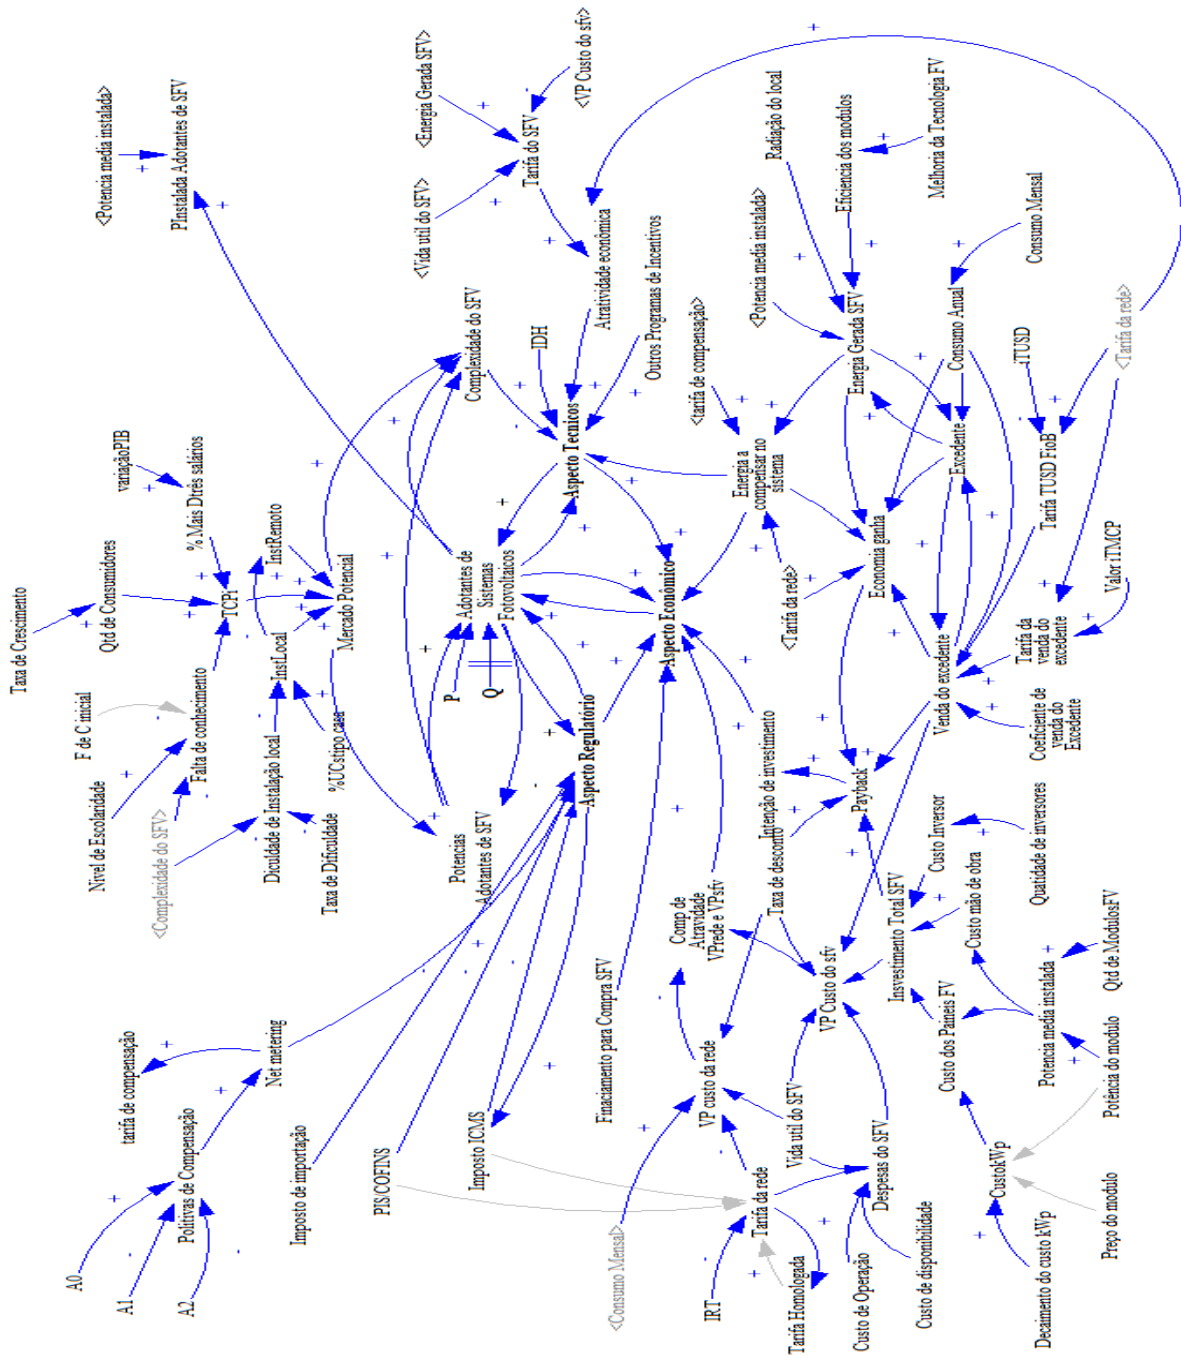 Taxa de Crescimento
A0
F de C inicial
Nivel de Escolaridade
Qtd de Consumidores
variaçãoPIB
<Potencia media instalada>
A1
tarifa de compensação
<Complexidade do SFV>
Falta de conhecimento
% Mais Dtrês salários
PInstalada Adotantes de SFV
A2
Politivas de Compensação
TCPi
Net metering
Diculdade de Instalação local
InstLocal
InstRemoto
Imposto de importação
Taxa de Dificuldade
%UCstipo casa
Mercado Potencial
PIS/COFINS
<Vida util do SFV>
<Energia Gerada SFV>
Potencias
Adotantes de SFV
P
Adotantes de
Sistemas
Fotovoltaicos
Complexidade do SFV
Imposto ICMS
Q
Tarifa do SFV
IDH
<VP Custo do sfv>
Aspecto Regulatório
Aspecto Tecnicos
Atratividade econômica
Finaciamento para Compra SFV
Aspecto Econômico
Outros Programas de Incentivos
<Consumo Mensal>
Comp de
Atravidade
VPrede e VPsfv
<tarifa de compensação>
VP custo da rede
IRT
Energia a
compensar no
sistema
Tarifa da rede
Intenção de investimento
Taxa de desconto
<Tarifa da rede>
<Potencia media instalada>
Radiação do local
Vida util do SFV
Tarifa Homologada
VP Custo do sfv
Payback
Economia ganha
Energia Gerada SFV
Eficiencia dos modulos
Custo de Operação
Despesas do SFV
Insvestimento Total SFV
Custo de disponibilidade
Custo Inversor
Venda do excedente
Excedente
Consumo Anual
Melhoria da Tecnologia FV
Custo dos Paineis FV
Custo mão de obra
CustokWp
Consumo Mensal
iTUSD
Decaimento do custo kWp
Potencia media instalada
Quatidade de inversores
Coeficiente de
venda do
Excedente
Tarifa da
venda do
excedente
Tarifa TUSD FioB
Preço do modulo
Potência do modulo
Qtd de ModulosFV
Valor iTMCP
<Tarifa da rede>